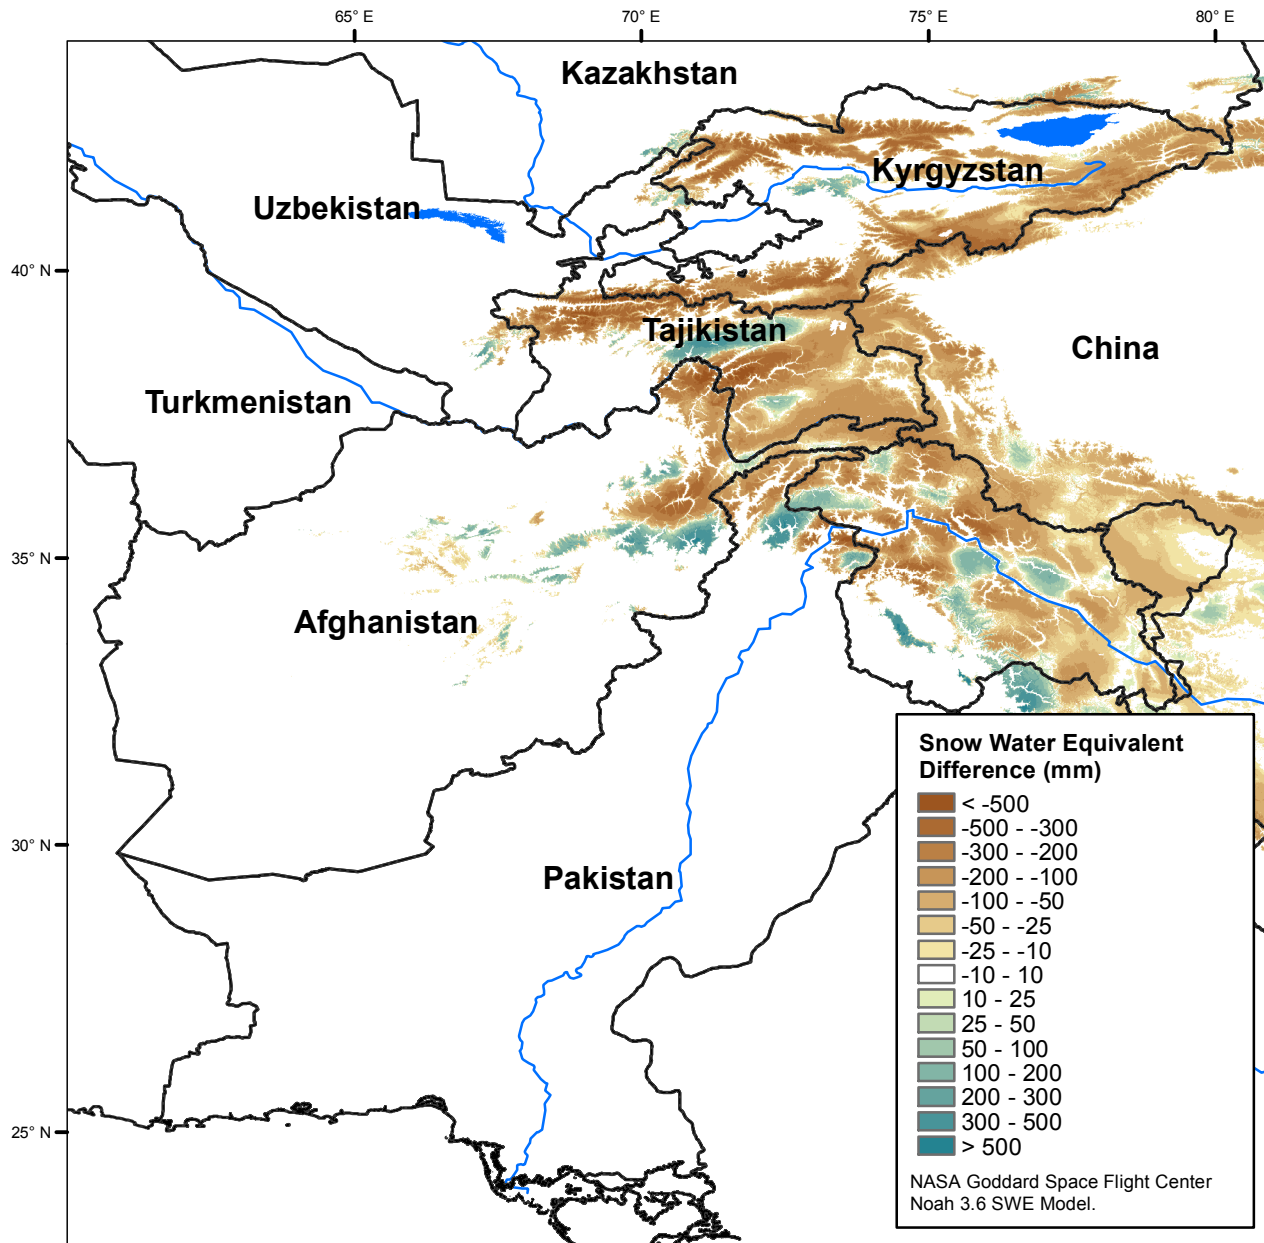 65° E
70° E
75° E
80° E
Kazakhstan
Kyrgyzstan
Uzbekistan
40° N
Tajikistan
China
Turkmenistan
35° N
Afghanistan
Snow Water Equivalent
Difference (mm)
< -500
-500 - -300
-300 - -200
-200 - -100
-100 - -50
-50 - -25
-25 - -10
-10 - 10
10 - 25
25 - 50
50 - 100
100 - 200
200 - 300
300 - 500
> 500
NASA Goddard Space Flight Center
Noah 3.6 SWE Model.
30° N
Pakistan
25° N